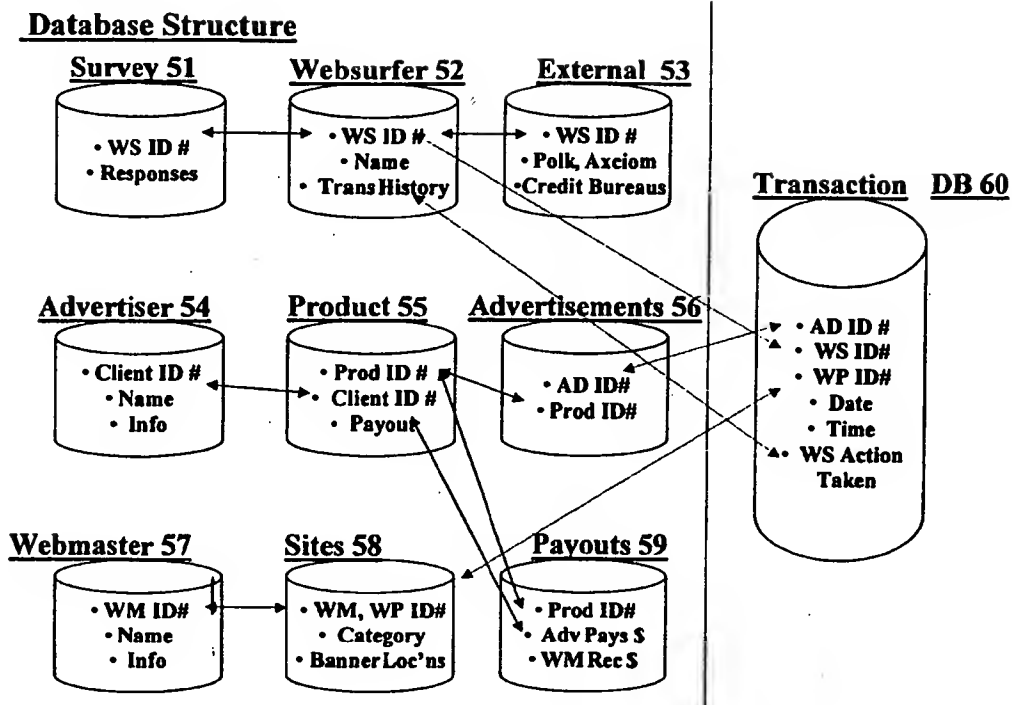 Database Structure
Survey 51
• WS ID #
• Responses
Websurfer 52
• WS ID #
• Name
• Trans History
External 53
• WS ID #
• Polk, Axciom
• Credit Bureaus
Transaction DB 60
• AD ID #
• WS ID#
• WP ID#
• Date
• Time
• WS Action
Taken
Advertiser 54
• Client ID #
• Name
• Info
Product 55
• Prod ID #
• Client ID #
• Payout
Advertisements 56
• AD ID#
• Prod ID#
Webmaster 57
• WM ID#
• Name
• Info
Sites 58
• WM, WP ID#
• Category
• Banner Loc'ns
Payouts 59
• Prod ID#
• Adv Pays $
• WM Rec $